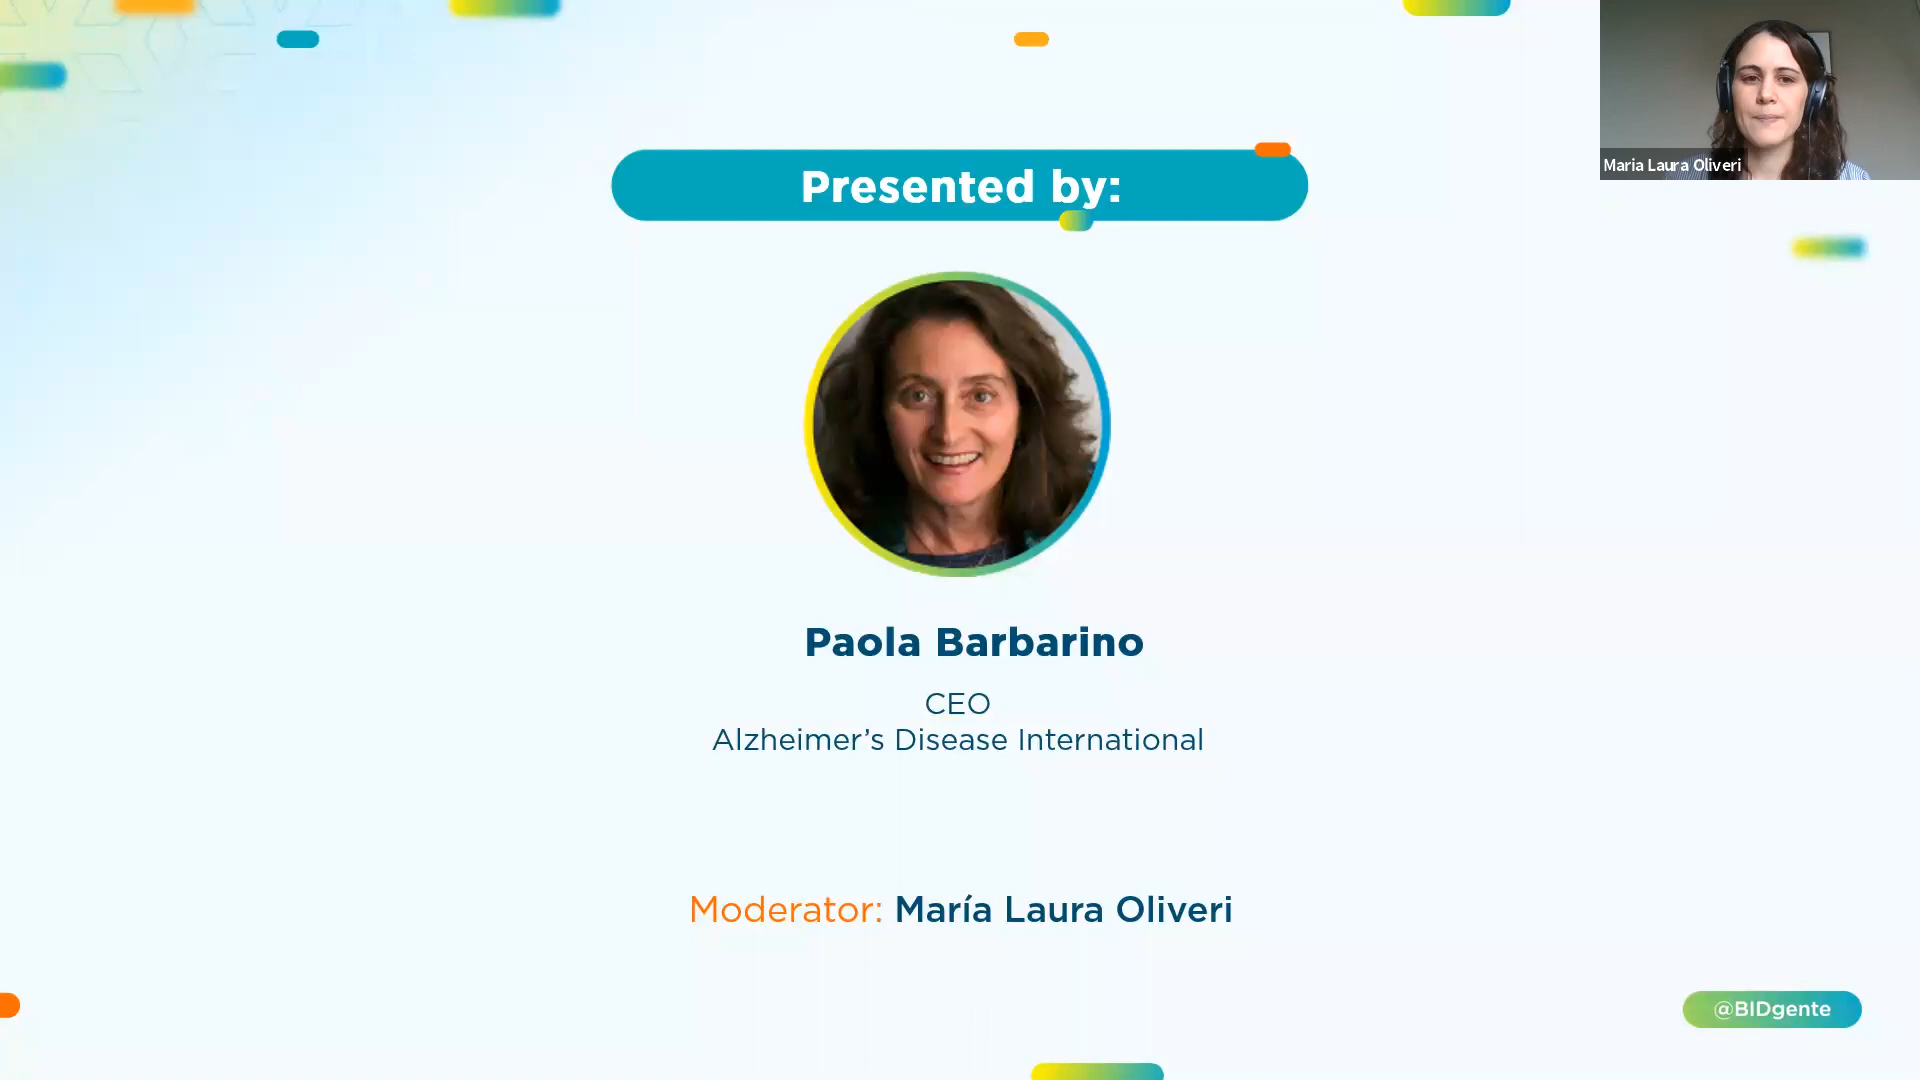 Presented by:
Maria Laura Oliveri
Paola Barbarino
CEO
Alzheimer’s Disease International
Moderator: María Laura Oliveri
@BIDgente